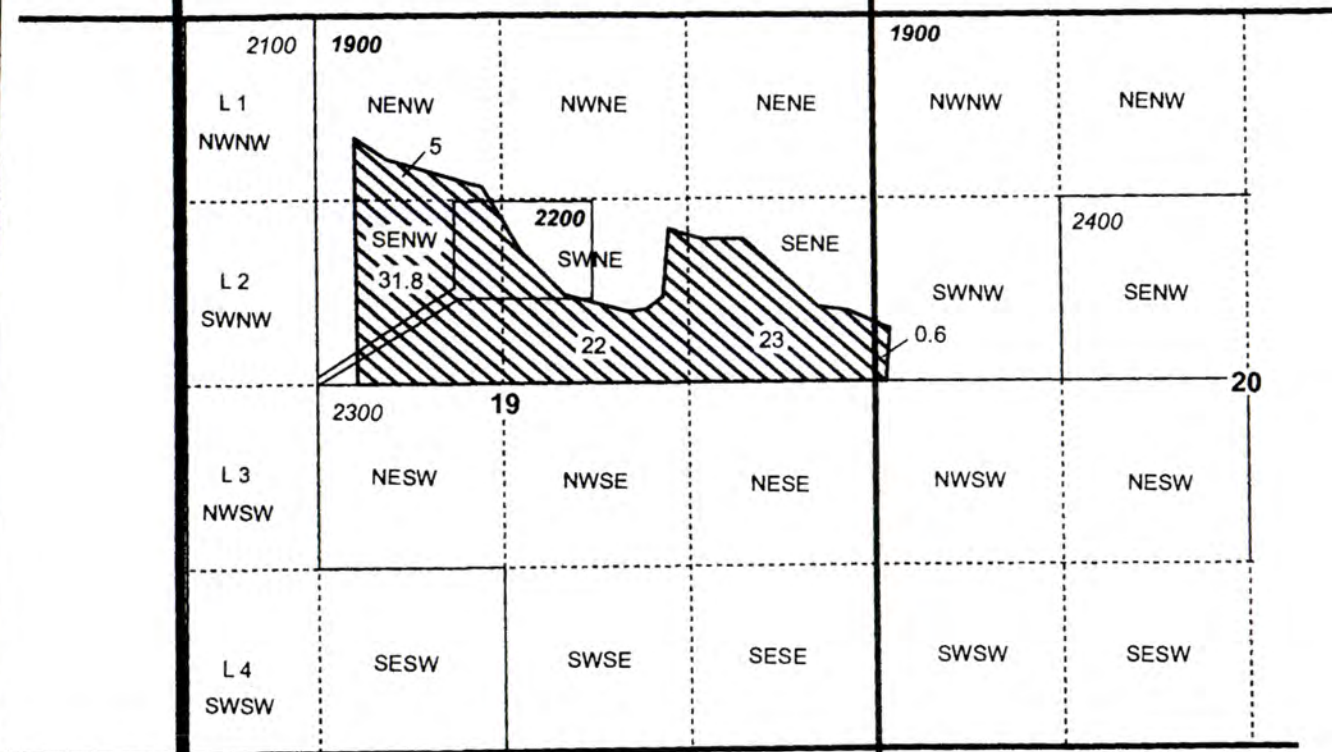 2100 1900 1900
L 1 NENW NWNE NENE NWNW NENW
NWNW
5
2200 2400
SENW SENE
SWNE
L 2 31.8 SWNW SENW
SWNW
22 23 0.6
20
2300 19
L 3 NESW NWSE NESE NWSW NESW
NWSW
L 4 SESW SWSE SESE SWSW SESW
SWSW